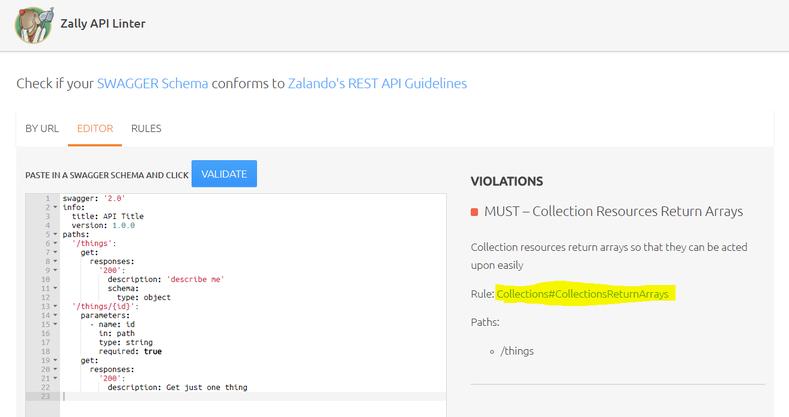 Zally API Linter
Check if your SWAGGER Schema conforms to Zalando's REST API Guidelines
BY URL EDITOR RULES
PASTE IN A SWAGGER SCHEMA AND CLICK VALIDATE
1 swagger: '2.0'
2 info:
3 title: API Title
4 version: 1.0.0
5 paths:
6 '/things':
7 get:
8 responses:
9 '200':
10 description: 'describe me'
11 schema:
12 type: object
13 '/things/{id}':
14 parameters:
15 - name: id
16 in: path
17 type: string
18 required: true
19 get:
20 responses:
21 '200':
22 description: Get just one thing
23
VIOLATIONS
MUST – Collection Resources Return Arrays
Collection resources return arrays so that they can be acted
upon easily
Rule: Collections#CollectionsReturnArrays
Paths:
/things